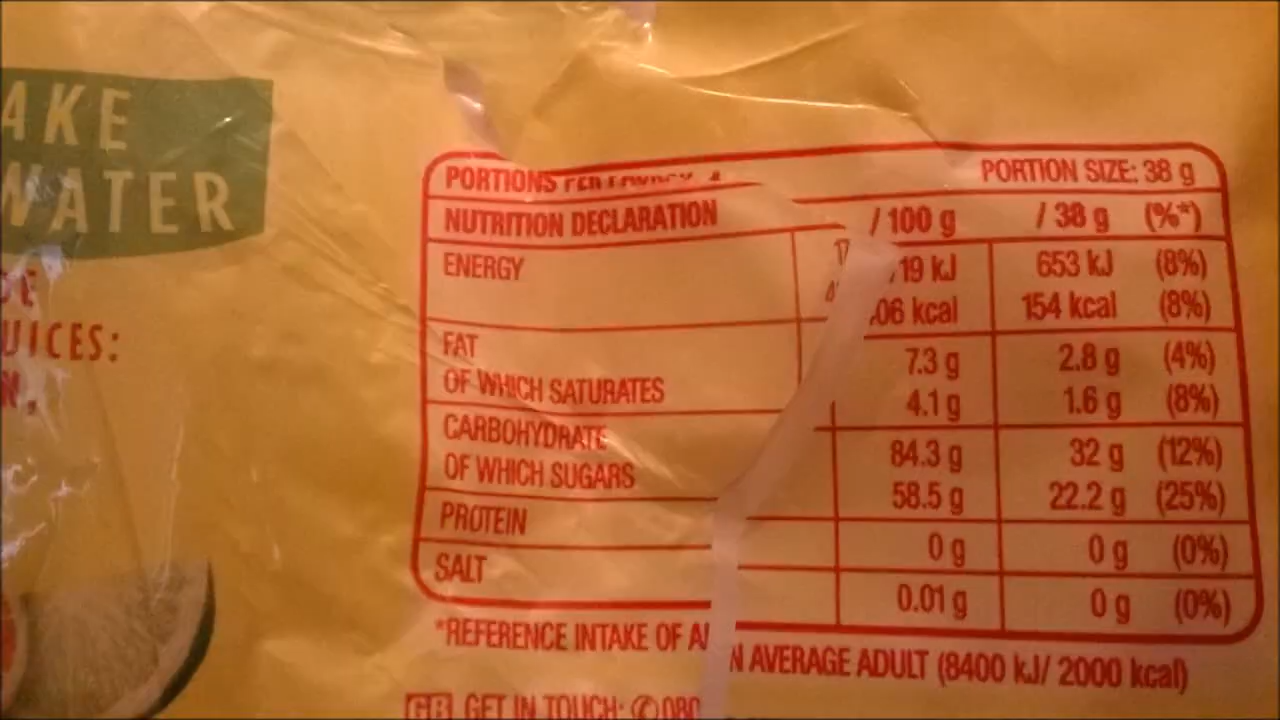 AKE
WATER
UICES:
PORTIONS PORTION SIZE: 38 g
NUTRITION DECLARATION / 100 g / 38 g (%*)
ENERGY 19 kJ 653 kJ (8%)
06 kcal 154 kcal (8%)
FAT 7.3 g 2.8 g (4%)
OF WHICH SATURATES 4.1 g 1.6 g (8%)
CARBOHYDRATE 84.3 g 32 g (12%)
OF WHICH SUGARS 58.5 g 22.2 g (25%)
PROTEIN 0 g 0 g (0%)
SALT 0.01 g 0 g (0%)
*REFERENCE INTAKE OF AN AVERAGE ADULT (8400 kJ/ 2000 kcal)
GB GET IN TOUCH: 080